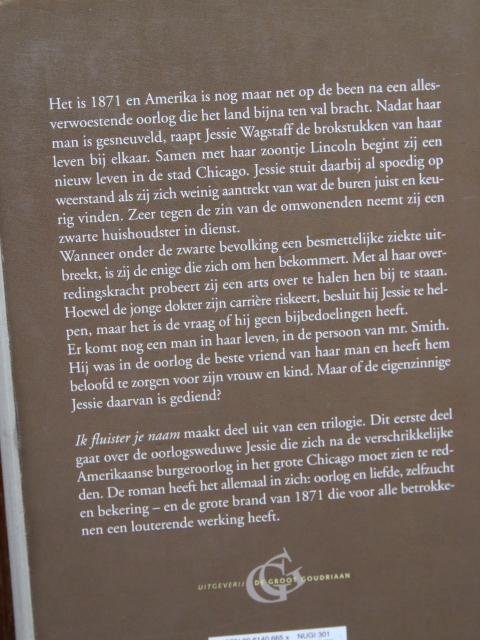 Het is 1871 en Amerika is nog maar net op de been na een alles-
verwoestende oorlog die het land bijna ten val bracht. Nadat haar
man is gesneuveld, raapt Jessie Wagstaff de brokstukken van haar
leven bij elkaar. Samen met haar zoontje Lincoln begint zij een
nieuw leven in de stad Chicago. Jessie stuit daarbij al spoedig op
weerstand als zij zich weinig aantrekt van wat de buren juist en keu-
rig vinden. Zeer tegen de zin van de omwonenden neemt zij een
zwarte huishoudster in dienst.
Wanneer onder de zwarte bevolking een besmettelijke ziekte uit-
breekt, is zij de enige die zich om hen bekommert. Met al haar over-
redingskracht probeert zij een arts over te halen hen bij te staan.
Hoewel de jonge dokter zijn carrière riskeert, besluit hij Jessie te hel-
pen, maar het is de vraag of hij geen bijbedoelingen heeft.
Er komt nog een man in haar leven, in de persoon van mr. Smith.
Hij was in de oorlog de beste vriend van haar man en heeft hem
beloofd te zorgen voor zijn vrouw en kind. Maar of de eigenzinnige
Jessie daarvan is gediend?
Ik fluister je naam maakt deel uit van een trilogie. Dit eerste deel
gaat over de oorlogsweduwe Jessie die zich na de verschrikkelijke
Amerikaanse burgeroorlog in het grote Chicago moet zien te red-
den. De roman heeft het allemaal in zich: oorlog en liefde, zelfzucht
en bekering – en de grote brand van 1871 die voor alle betrokke-
nen een louterende werking heeft.
GG
UITGEVERIJ DE GROOT GOUDRIAAN
6140 665 x NUGI 301